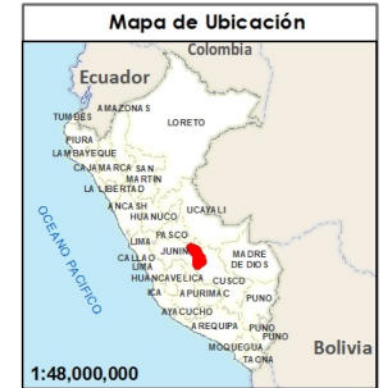 Mapa de Ubicación
Colombia
Ecuador
AMAZONAS
TUMBES
LORETO
PIURA
LAMBAYEQUE
CAJAMARCA SAN
MARTIN
LA LIBERTAD
ANCASH
UCAYALI
HUANUCO
PASCO
LIMA
JUNIN
MADRE
DE DIOS
CALLAO
LIMA
HUANCAVELICA
CUSCO
ICA
APURIMAC
PUNO
AYACUCHO
AREQUIPA
PUNO
PUNO
MOQUEGUA
TACNA
OCEANO PACIFICO
Bolivia
1:48,000,000